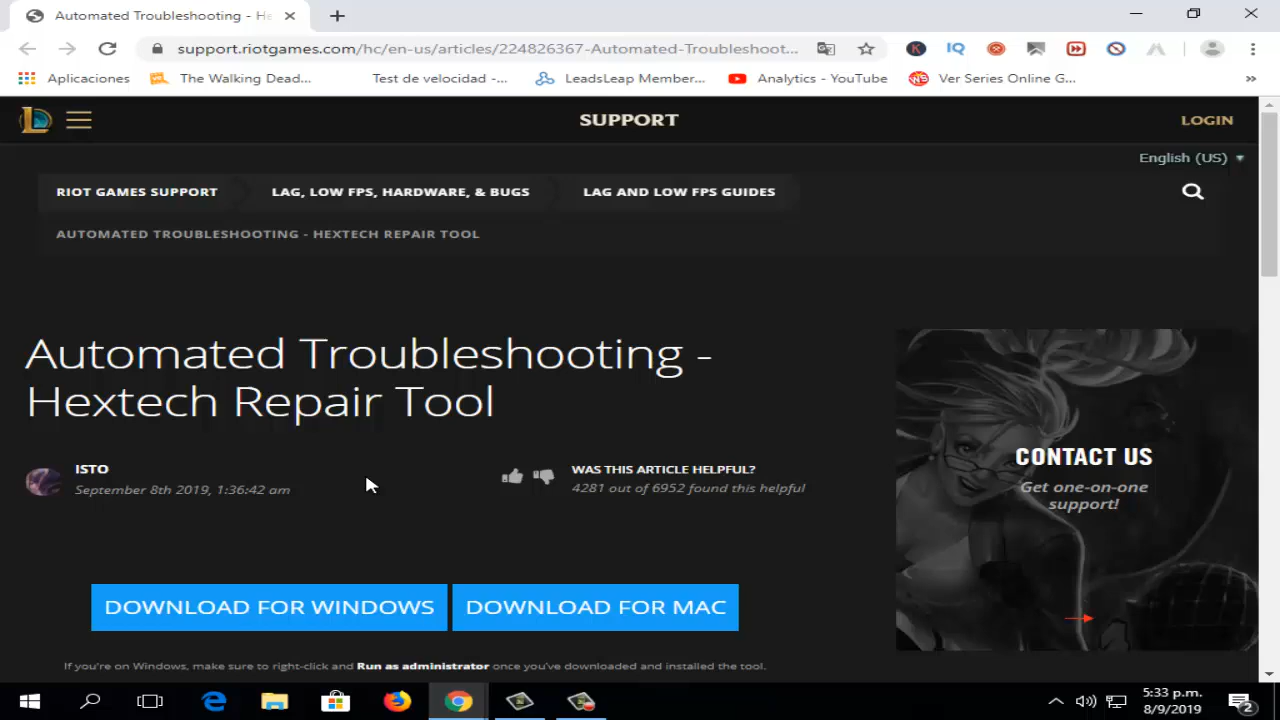 Automated Troubleshooting - He
support.riotgames.com/hc/en-us/articles/224826367-Automated-Troubleshoot...
K IQ
Aplicaciones The Walking Dead... Test de velocidad -... LeadsLeap Member... Analytics - YouTube Ver Series Online G... »
SUPPORT LOGIN
English (US)
RIOT GAMES SUPPORT LAG, LOW FPS, HARDWARE, & BUGS LAG AND LOW FPS GUIDES
AUTOMATED TROUBLESHOOTING - HEXTECH REPAIR TOOL
Automated Troubleshooting -
Hextech Repair Tool
ISTO
September 8th 2019, 1:36:42 am
WAS THIS ARTICLE HELPFUL?
4281 out of 6952 found this helpful
CONTACT US
Get one-on-one
support!
DOWNLOAD FOR WINDOWS DOWNLOAD FOR MAC
If you're on Windows, make sure to right-click and Run as administrator once you've downloaded and installed the tool.
5:33 p.m.
8/9/2019
2